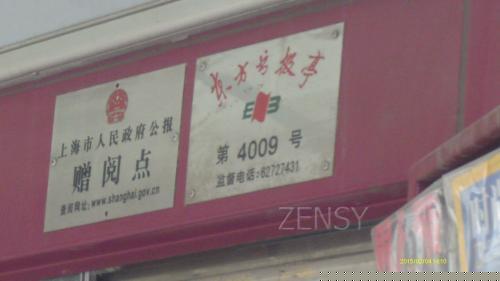 上海市人民政府公报
赠阅点
查阅网址:www.shanghai.gov.cn
东方书报亭
第 4009 号
监督电话:62727431
ZENSY